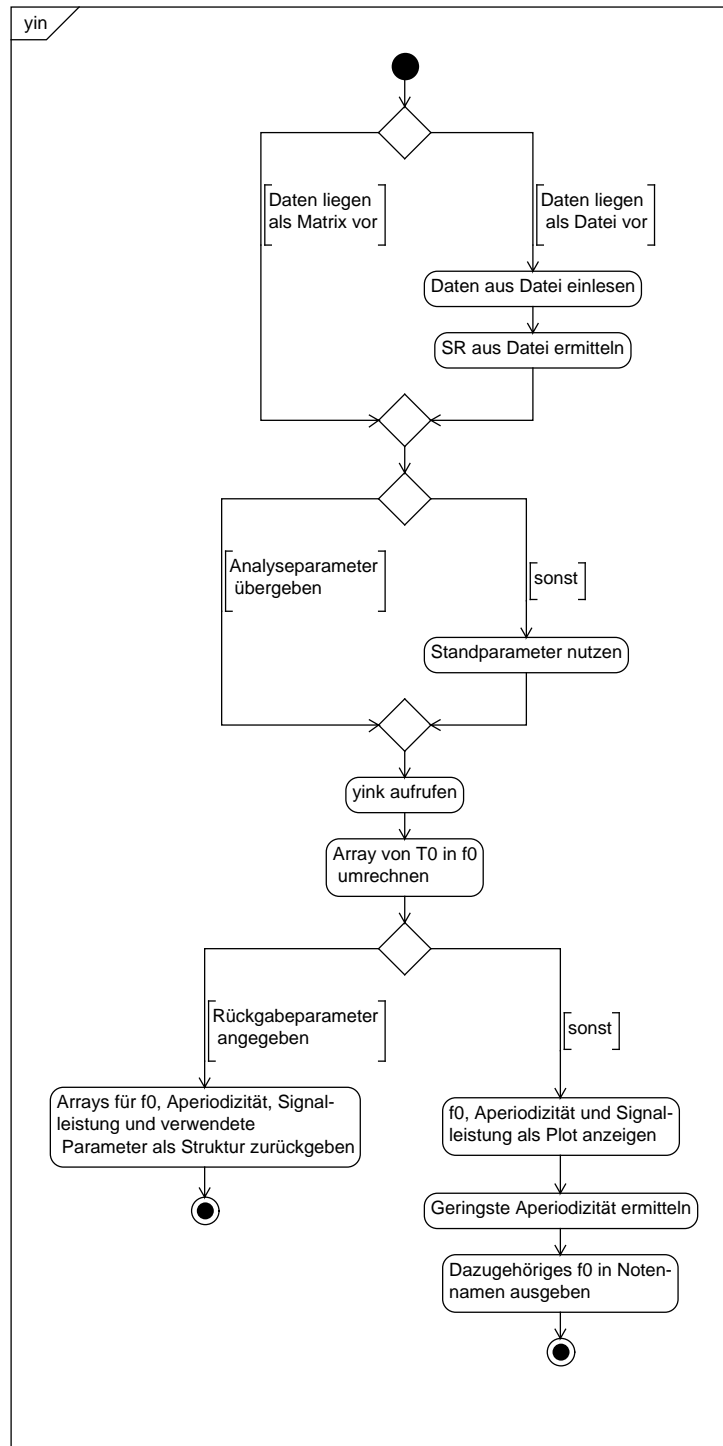 yin
Daten liegen
als Matrix vor
Daten liegen
als Datei vor
Daten aus Datei einlesen
SR aus Datei ermitteln
Analyseparameter
übergeben
sonst
Standparameter nutzen
yink aufrufen
Array von T0 in f0
umrechnen
Rückgabeparameter
angegeben
sonst
Arrays für f0, Aperiodizität, Signal-
leistung und verwendete
Parameter als Struktur zurückgeben
f0, Aperiodizität und Signal-
leistung als Plot anzeigen
Geringste Aperiodizität ermitteln
Dazugehöriges f0 in Noten-
namen ausgeben